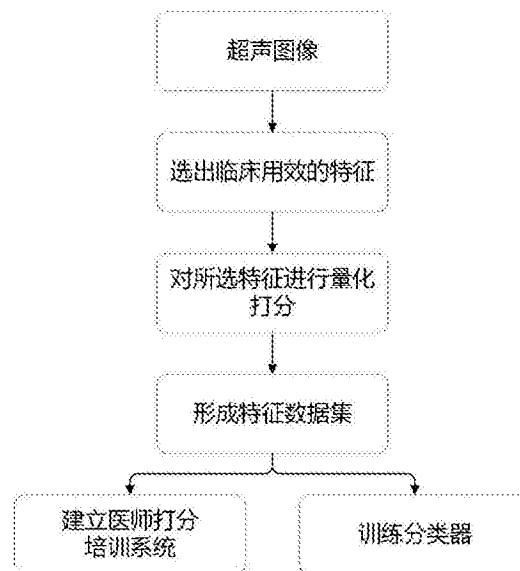 超声图像
选出临床用效的特征
对所选特征进行量化
打分
形成特征数据集
建立医师打分
培训系统
训练分类器